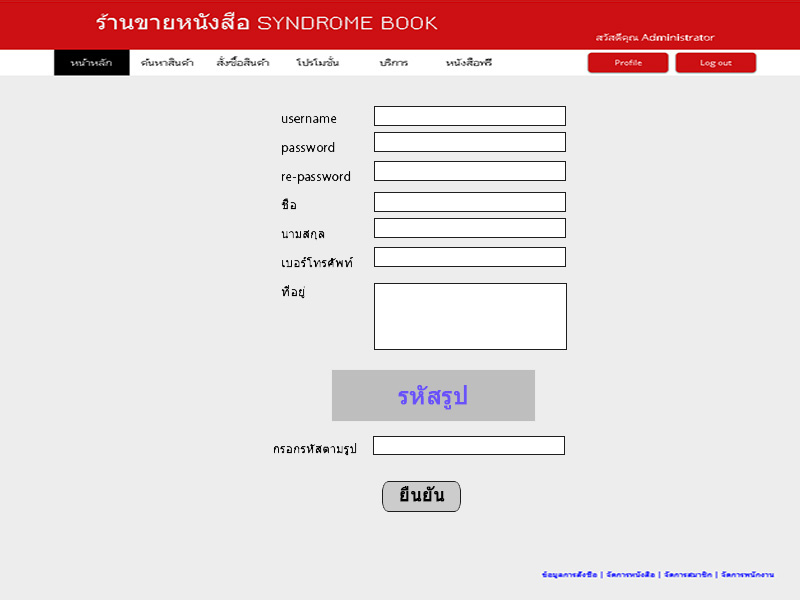 ร้านขายหนังสือ SYNDROME BOOK
สวัสดีคุณ Administrator
หน้าหลัก ค้นหาสินค้า สั่งซื้อสินค้า โปรโมชั่น บริการ หนังสือฟรี Profile Log out
username
password
re-password
ชื่อ
นามสกุล
เบอร์โทรศัพท์
ที่อยู่
รหัสรูป
กรอกรหัสตามรูป
ยืนยัน
ข้อมูลการสั่งซื้อ | จัดการหนังสือ | จัดการสมาชิก | จัดการพนักงาน